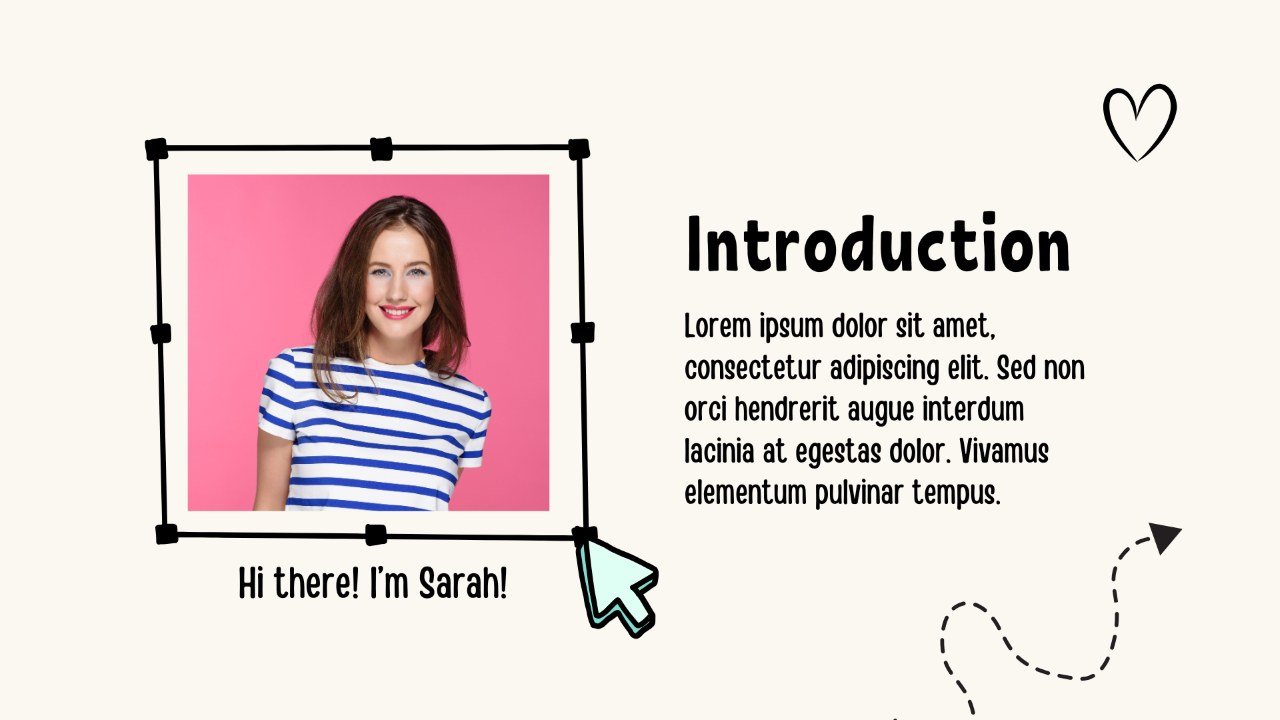 Introduction
Lorem ipsum dolor sit amet,
consectetur adipiscing elit. Sed non
orci hendrerit augue interdum
lacinia at egestas dolor. Vivamus
elementum pulvinar tempus.
Hi there! I'm Sarah!